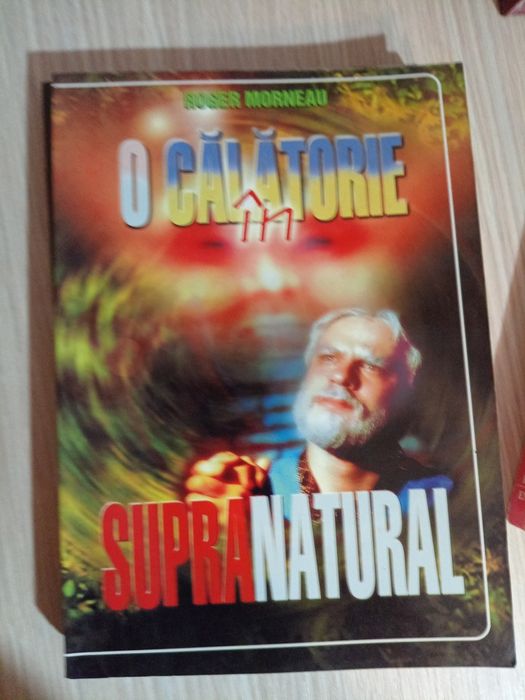 ROGER MORNEAU
O CĂLĂTORIE
în
SUPRANATURAL